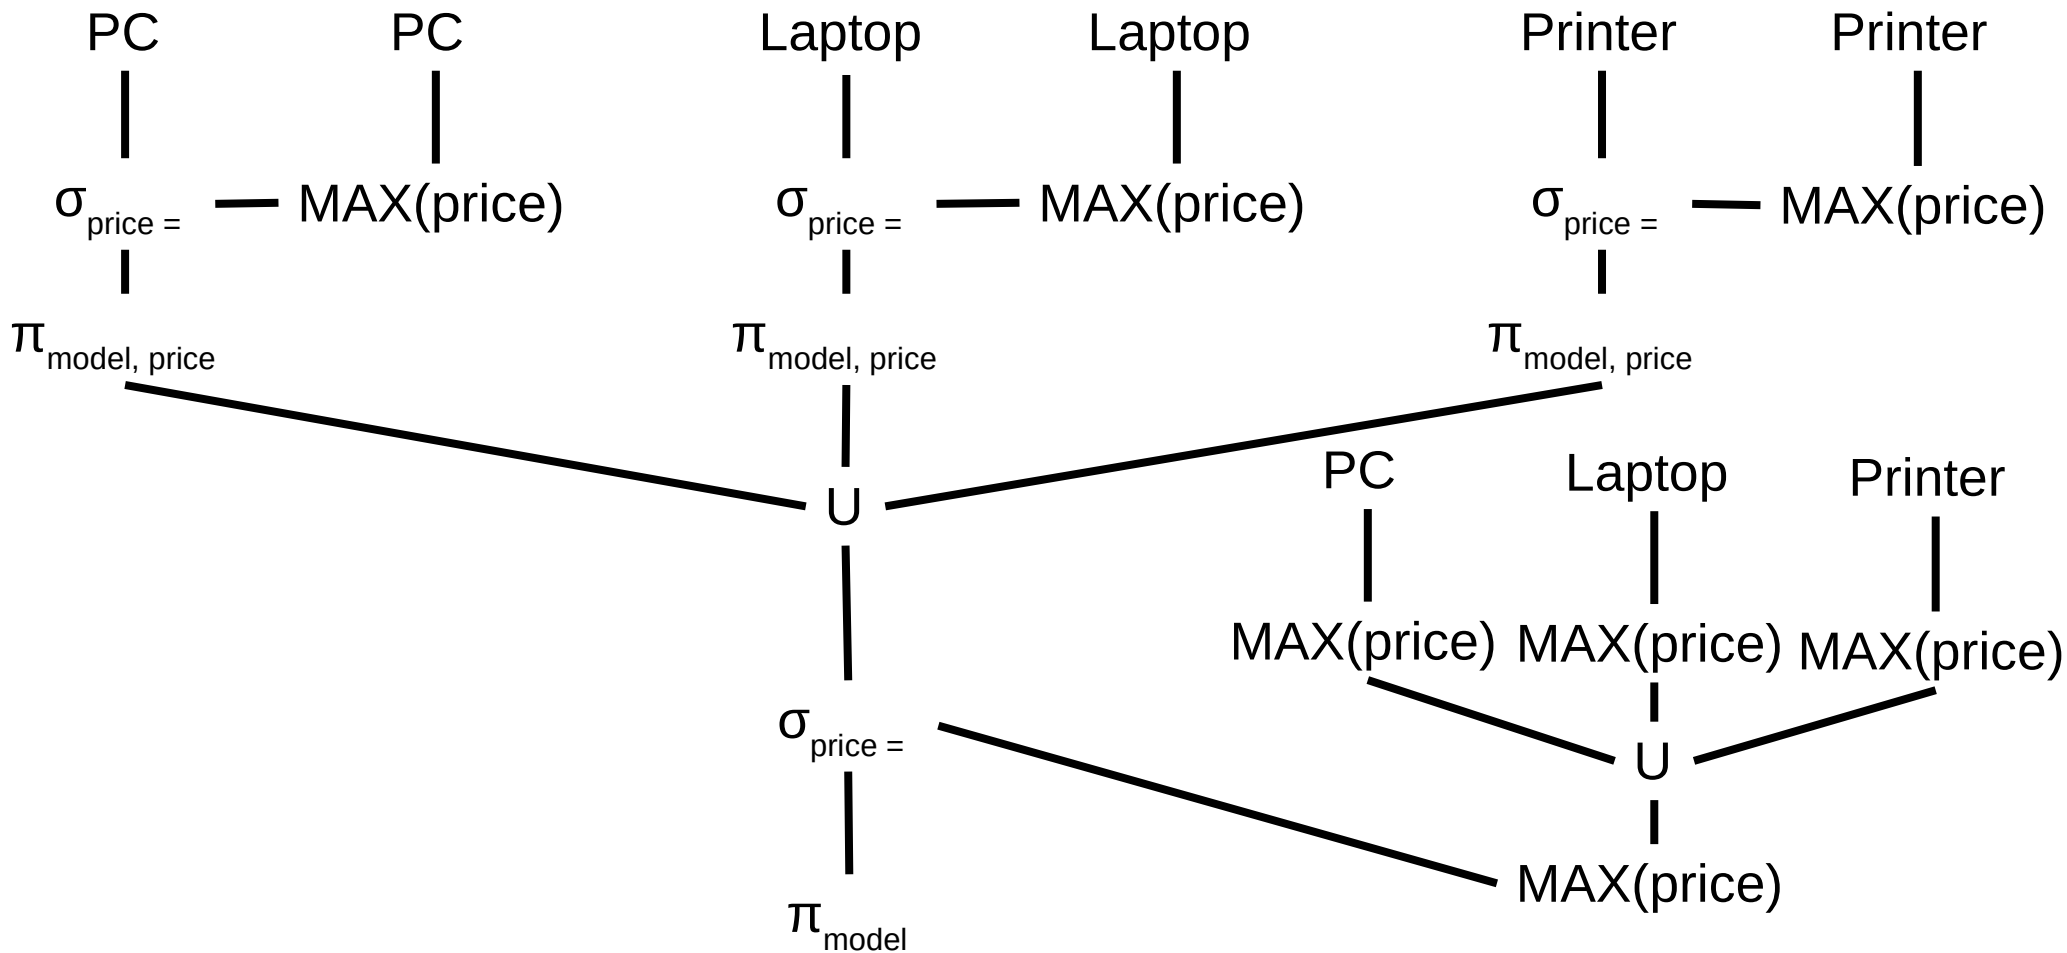 PC PC Laptop Laptop Printer Printer
σprice = MAX(price) σprice = MAX(price) σprice = MAX(price)
πmodel, price πmodel, price πmodel, price
PC Laptop Printer
U
MAX(price) MAX(price) MAX(price)
σprice =
U
MAX(price)
πmodel